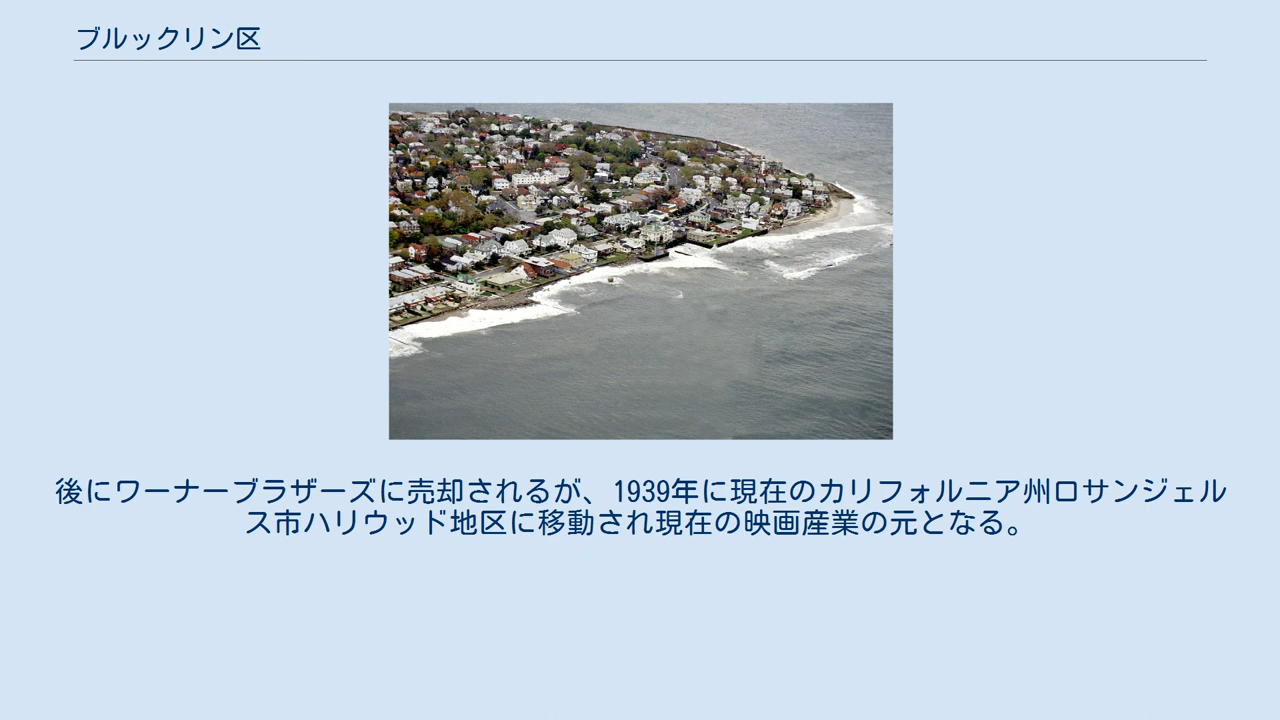 ブルックリン区
後にワーナーブラザーズに売却されるが、1939年に現在のカリフォルニア州ロサンジェル
ス市ハリウッド地区に移動され現在の映画産業の元となる。